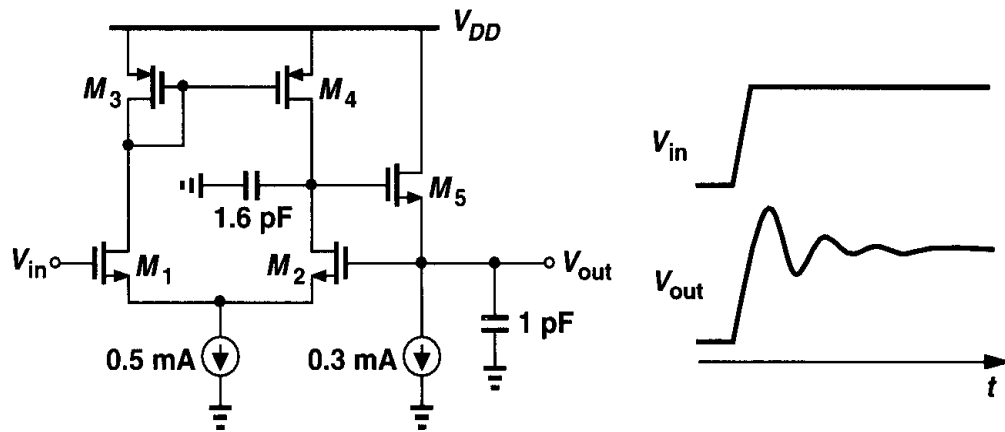 V_DD
M_3
M_4
M_5
1.6 pF
V_in
M_1
M_2
V_out
0.5 mA
0.3 mA
1 pF
V_in
V_out
t